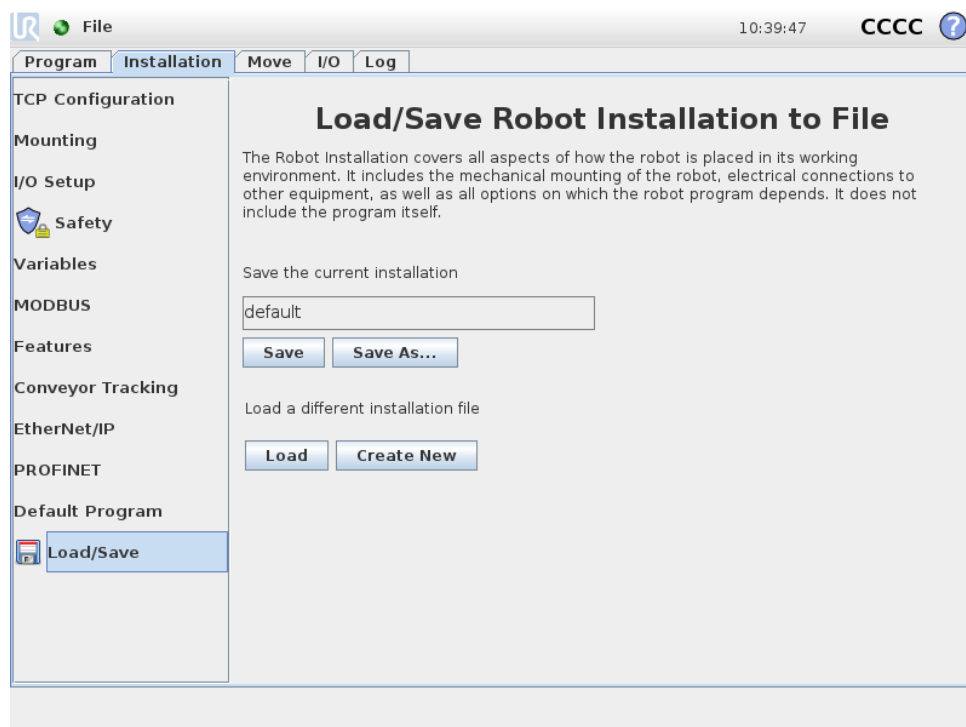 UR File 10:39:47 CCCC ?
Program Installation Move I/O Log
TCP Configuration
Mounting
I/O Setup
Safety
Variables
MODBUS
Features
Conveyor Tracking
EtherNet/IP
PROFINET
Default Program
Load/Save
Load/Save Robot Installation to File
The Robot Installation covers all aspects of how the robot is placed in its working
environment. It includes the mechanical mounting of the robot, electrical connections to
other equipment, as well as all options on which the robot program depends. It does not
include the program itself.
Save the current installation
default
Save Save As...
Load a different installation file
Load Create New